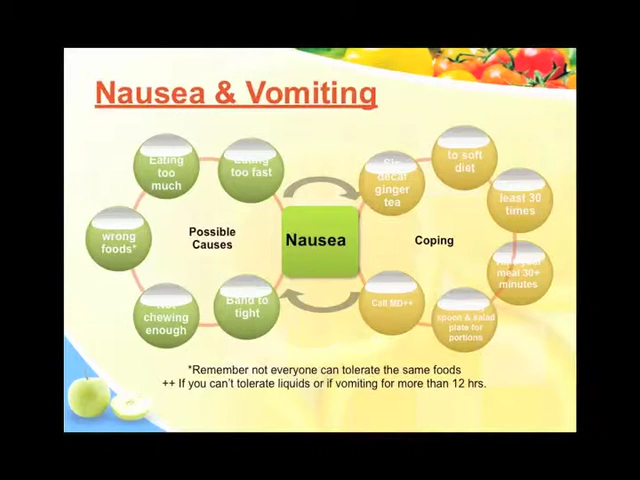 Nausea & Vomiting
Eating
too
much
Eating
too fast
wrong
foods*
chewing
enough
Band to
tight
Possible
Causes
Nausea
decaf
ginger
tea
to soft
diet
least 30
times
meal 30+
minutes
spoon & salad
plate for
portions
Call MD++
Coping
*Remember not everyone can tolerate the same foods
++ If you can't tolerate liquids or if vomiting for more than 12 hrs.